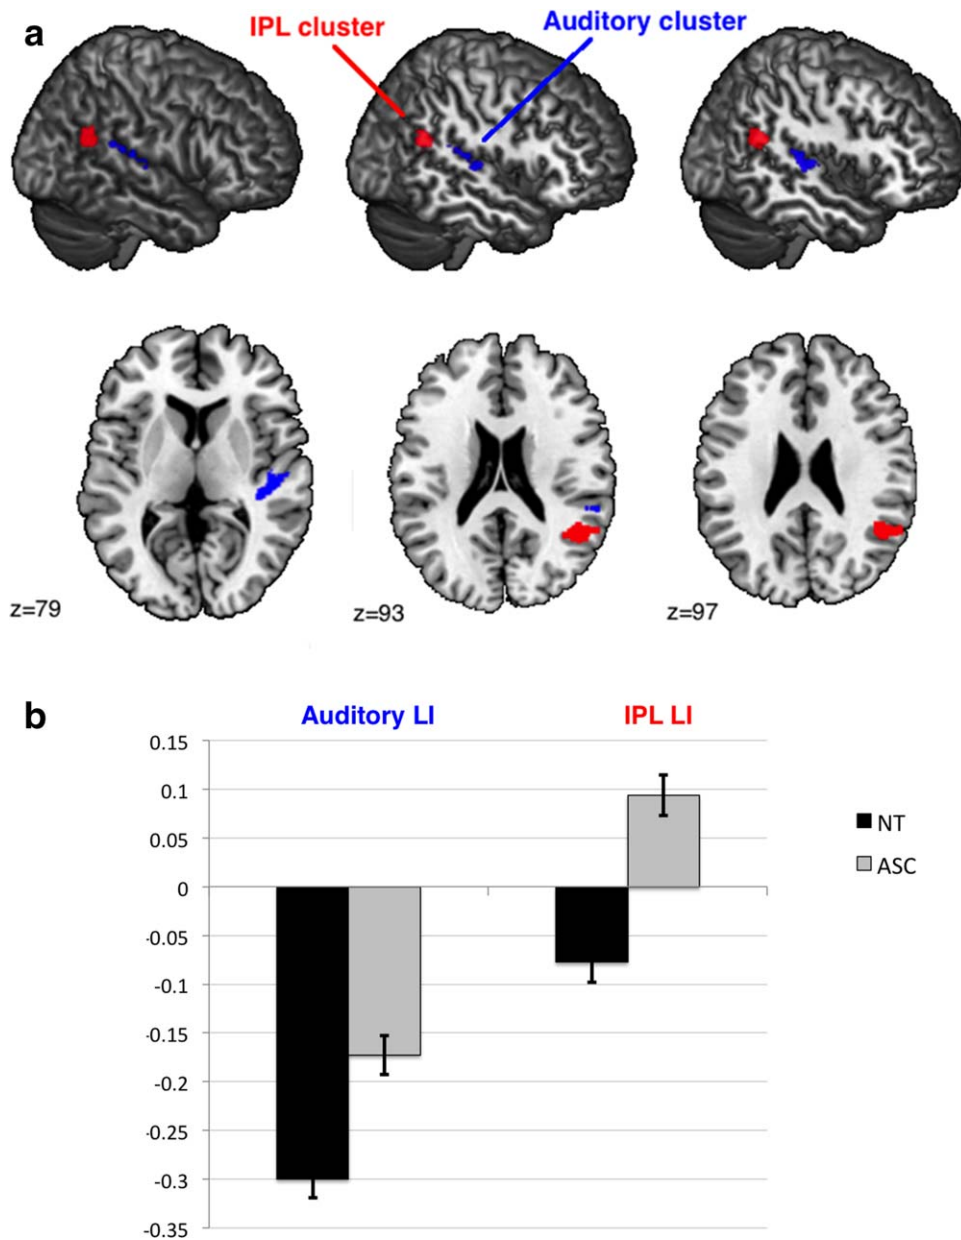 a
IPL cluster
Auditory cluster
z=79
z=93
z=97
b
Auditory LI
IPL LI
0.15
0.1
0.05
0
-0.05
-0.1
-0.15
-0.2
-0.25
-0.3
-0.35
NT
ASC